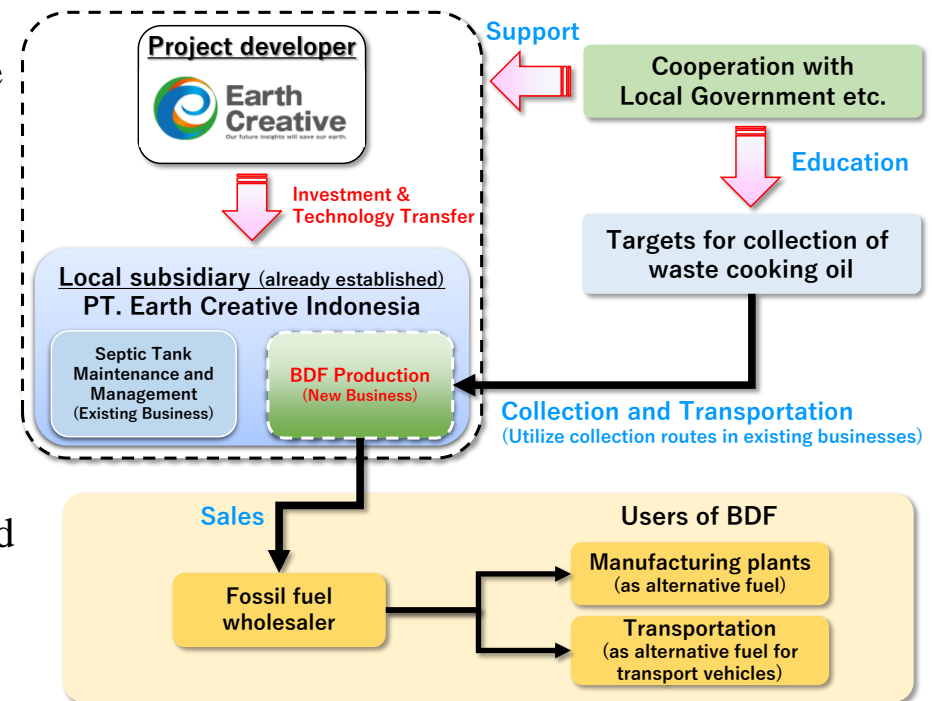 Project developer
Earth
Creative
Our future insights will save our earth.
Support
Cooperation with
Local Government etc.
Education
Investment &
Technology Transfer
Targets for collection of
waste cooking oil
Local subsidiary (already established)
PT. Earth Creative Indonesia
Septic Tank
Maintenance and
Management
(Existing Business)
BDF Production
(New Business)
Collection and Transportation
(Utilize collection routes in existing businesses)
Sales
Users of BDF
Fossil fuel
wholesaler
Manufacturing plants
(as alternative fuel)
Transportation
(as alternative fuel for
transport vehicles)